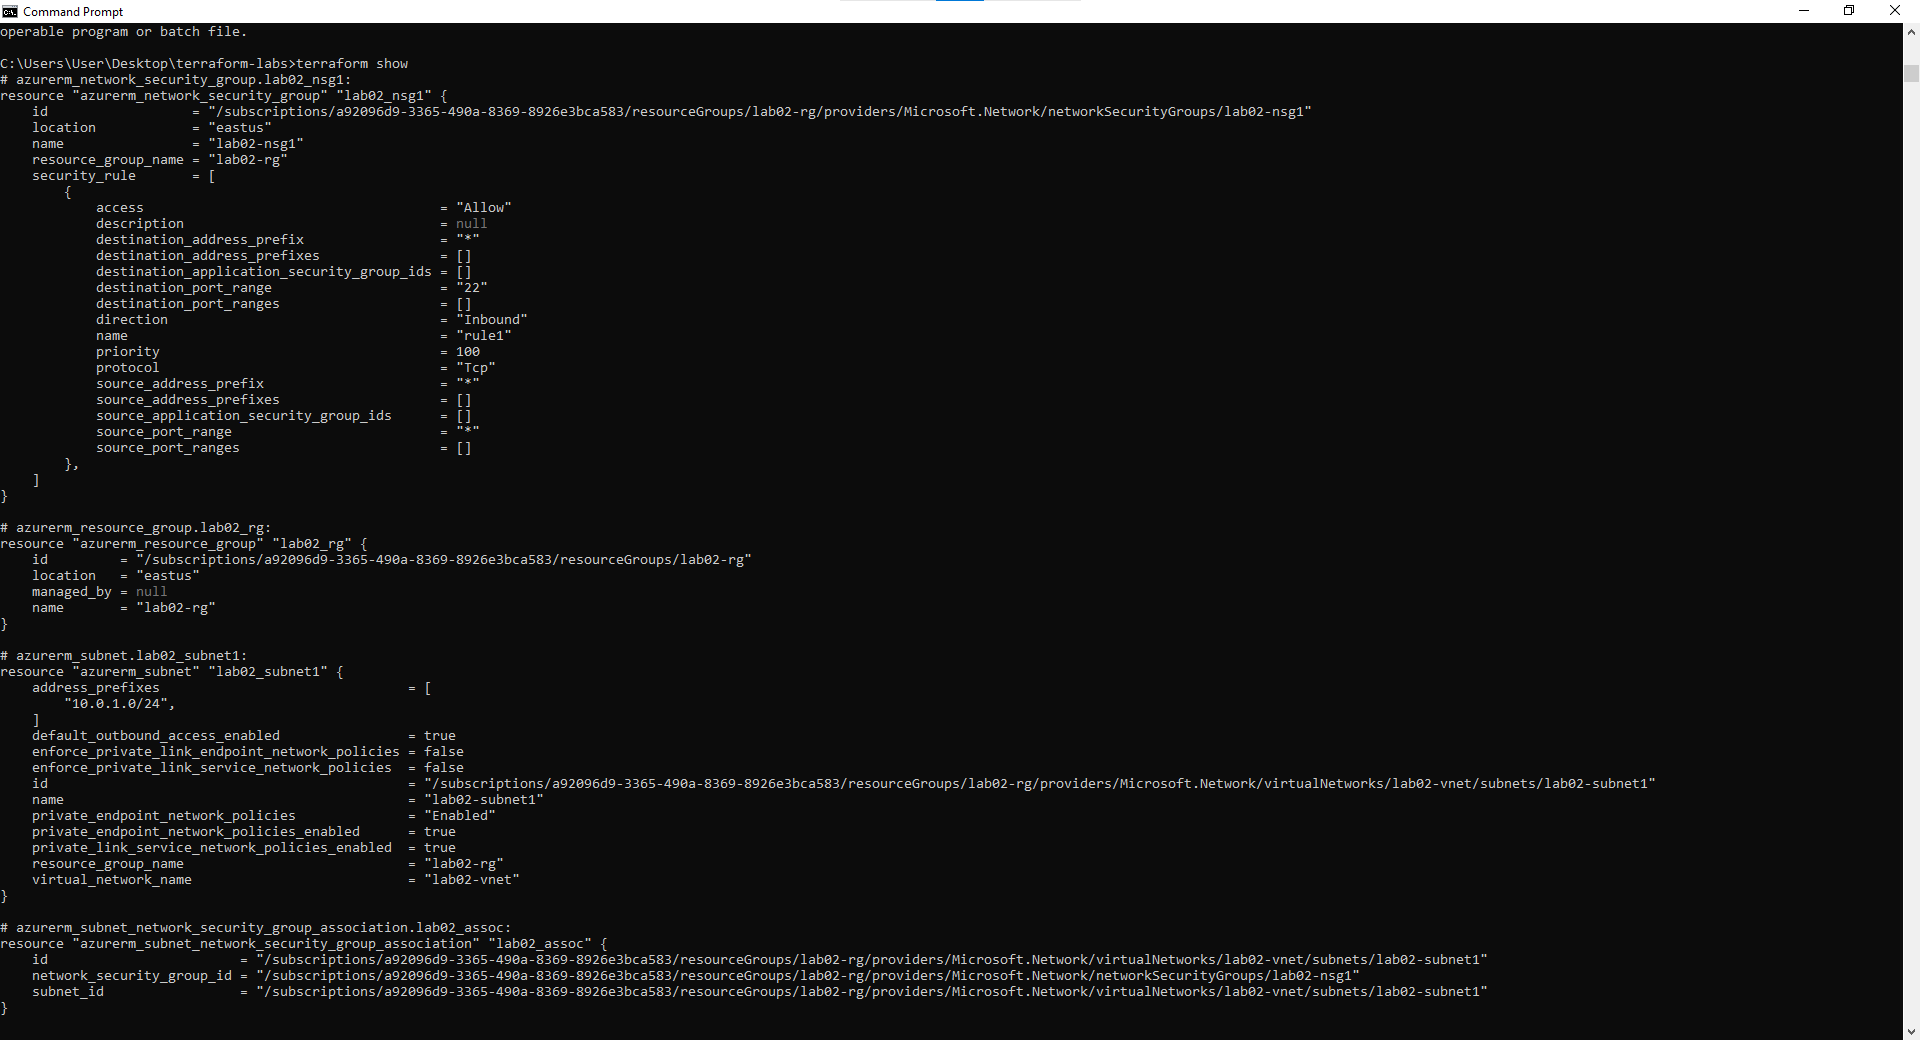 Command Prompt
operable program or batch file.
C:\Users\User\Desktop\terraform-labs>terraform show
# azurerm_network_security_group.lab02_nsg1:
resource "azurerm_network_security_group" "lab02_nsg1" {
    id                  = "/subscriptions/a92096d9-3365-490a-8369-8926e3bca583/resourceGroups/lab02-rg/providers/Microsoft.Network/networkSecurityGroups/lab02-nsg1"
    location            = "eastus"
    name                = "lab02-nsg1"
    resource_group_name = "lab02-rg"
    security_rule       = [
        {
            access                                     = "Allow"
            description                                = null
            destination_address_prefix                 = "*"
            destination_address_prefixes               = []
            destination_application_security_group_ids = []
            destination_port_range                     = "22"
            destination_port_ranges                    = []
            direction                                  = "Inbound"
            name                                       = "rule1"
            priority                                   = 100
            protocol                                   = "Tcp"
            source_address_prefix                      = "*"
            source_address_prefixes                    = []
            source_application_security_group_ids      = []
            source_port_range                          = "*"
            source_port_ranges                         = []
        },
    ]
}
# azurerm_resource_group.lab02_rg:
resource "azurerm_resource_group" "lab02_rg" {
    id         = "/subscriptions/a92096d9-3365-490a-8369-8926e3bca583/resourceGroups/lab02-rg"
    location   = "eastus"
    managed_by = null
    name       = "lab02-rg"
}
# azurerm_subnet.lab02_subnet1:
resource "azurerm_subnet" "lab02_subnet1" {
    address_prefixes                               = [
        "10.0.1.0/24",
    ]
    default_outbound_access_enabled                = true
    enforce_private_link_endpoint_network_policies = false
    enforce_private_link_service_network_policies  = false
    id                                             = "/subscriptions/a92096d9-3365-490a-8369-8926e3bca583/resourceGroups/lab02-rg/providers/Microsoft.Network/virtualNetworks/lab02-vnet/subnets/lab02-subnet1"
    name                                           = "lab02-subnet1"
    private_endpoint_network_policies              = "Enabled"
    private_endpoint_network_policies_enabled      = true
    private_link_service_network_policies_enabled  = true
    resource_group_name                            = "lab02-rg"
    virtual_network_name                           = "lab02-vnet"
}
# azurerm_subnet_network_security_group_association.lab02_assoc:
resource "azurerm_subnet_network_security_group_association" "lab02_assoc" {
    id                        = "/subscriptions/a92096d9-3365-490a-8369-8926e3bca583/resourceGroups/lab02-rg/providers/Microsoft.Network/virtualNetworks/lab02-vnet/subnets/lab02-subnet1"
    network_security_group_id = "/subscriptions/a92096d9-3365-490a-8369-8926e3bca583/resourceGroups/lab02-rg/providers/Microsoft.Network/networkSecurityGroups/lab02-nsg1"
    subnet_id                 = "/subscriptions/a92096d9-3365-490a-8369-8926e3bca583/resourceGroups/lab02-rg/providers/Microsoft.Network/virtualNetworks/lab02-vnet/subnets/lab02-subnet1"
}